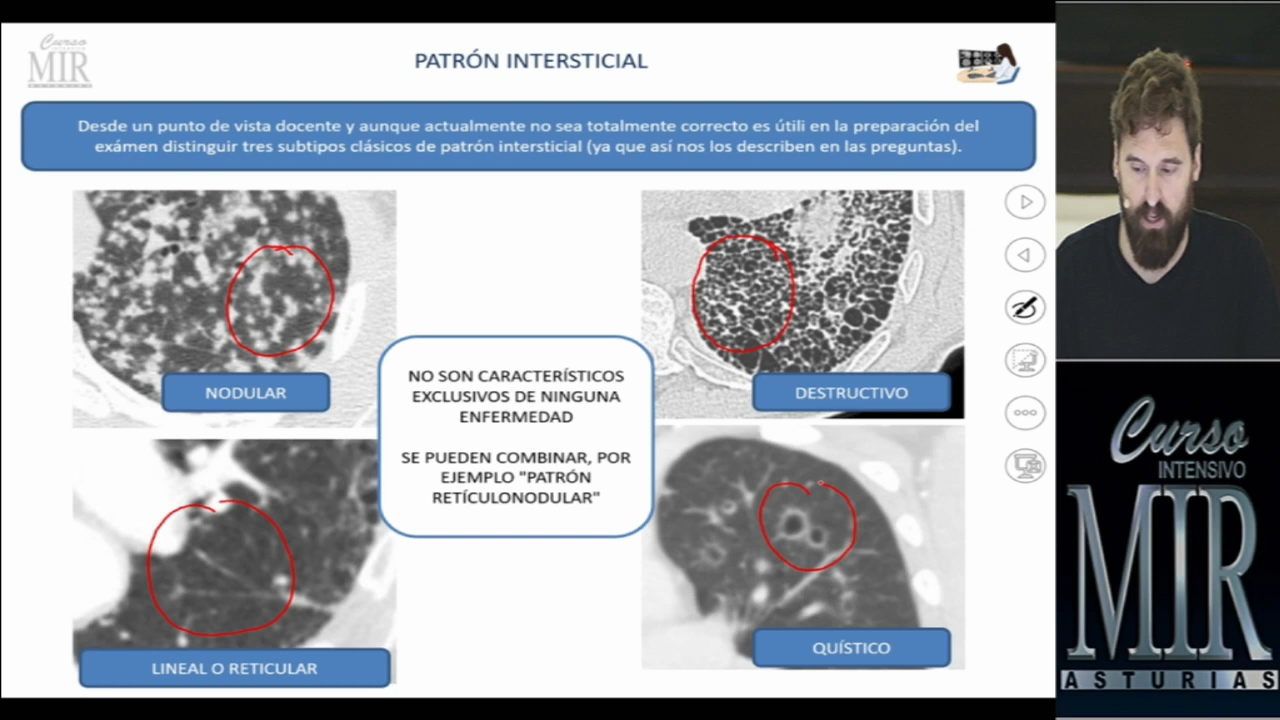 Curso
MIR
ASTURIAS
PATRÓN INTERSTICIAL
Desde un punto de vista docente y aunque actualmente no sea totalmente correcto es útili en la preparación del
exámen distinguir tres subtipos clásicos de patrón intersticial (ya que así nos los describen en las preguntas).
NODULAR
DESTRUCTIVO
NO SON CARACTERÍSTICOS
EXCLUSIVOS DE NINGUNA
ENFERMEDAD
SE PUEDEN COMBINAR, POR
EJEMPLO "PATRÓN
RETÍCULONODULAR"
LINEAL O RETICULAR
QUÍSTICO
Curso
INTENSIVO
MIR
ASTURIAS